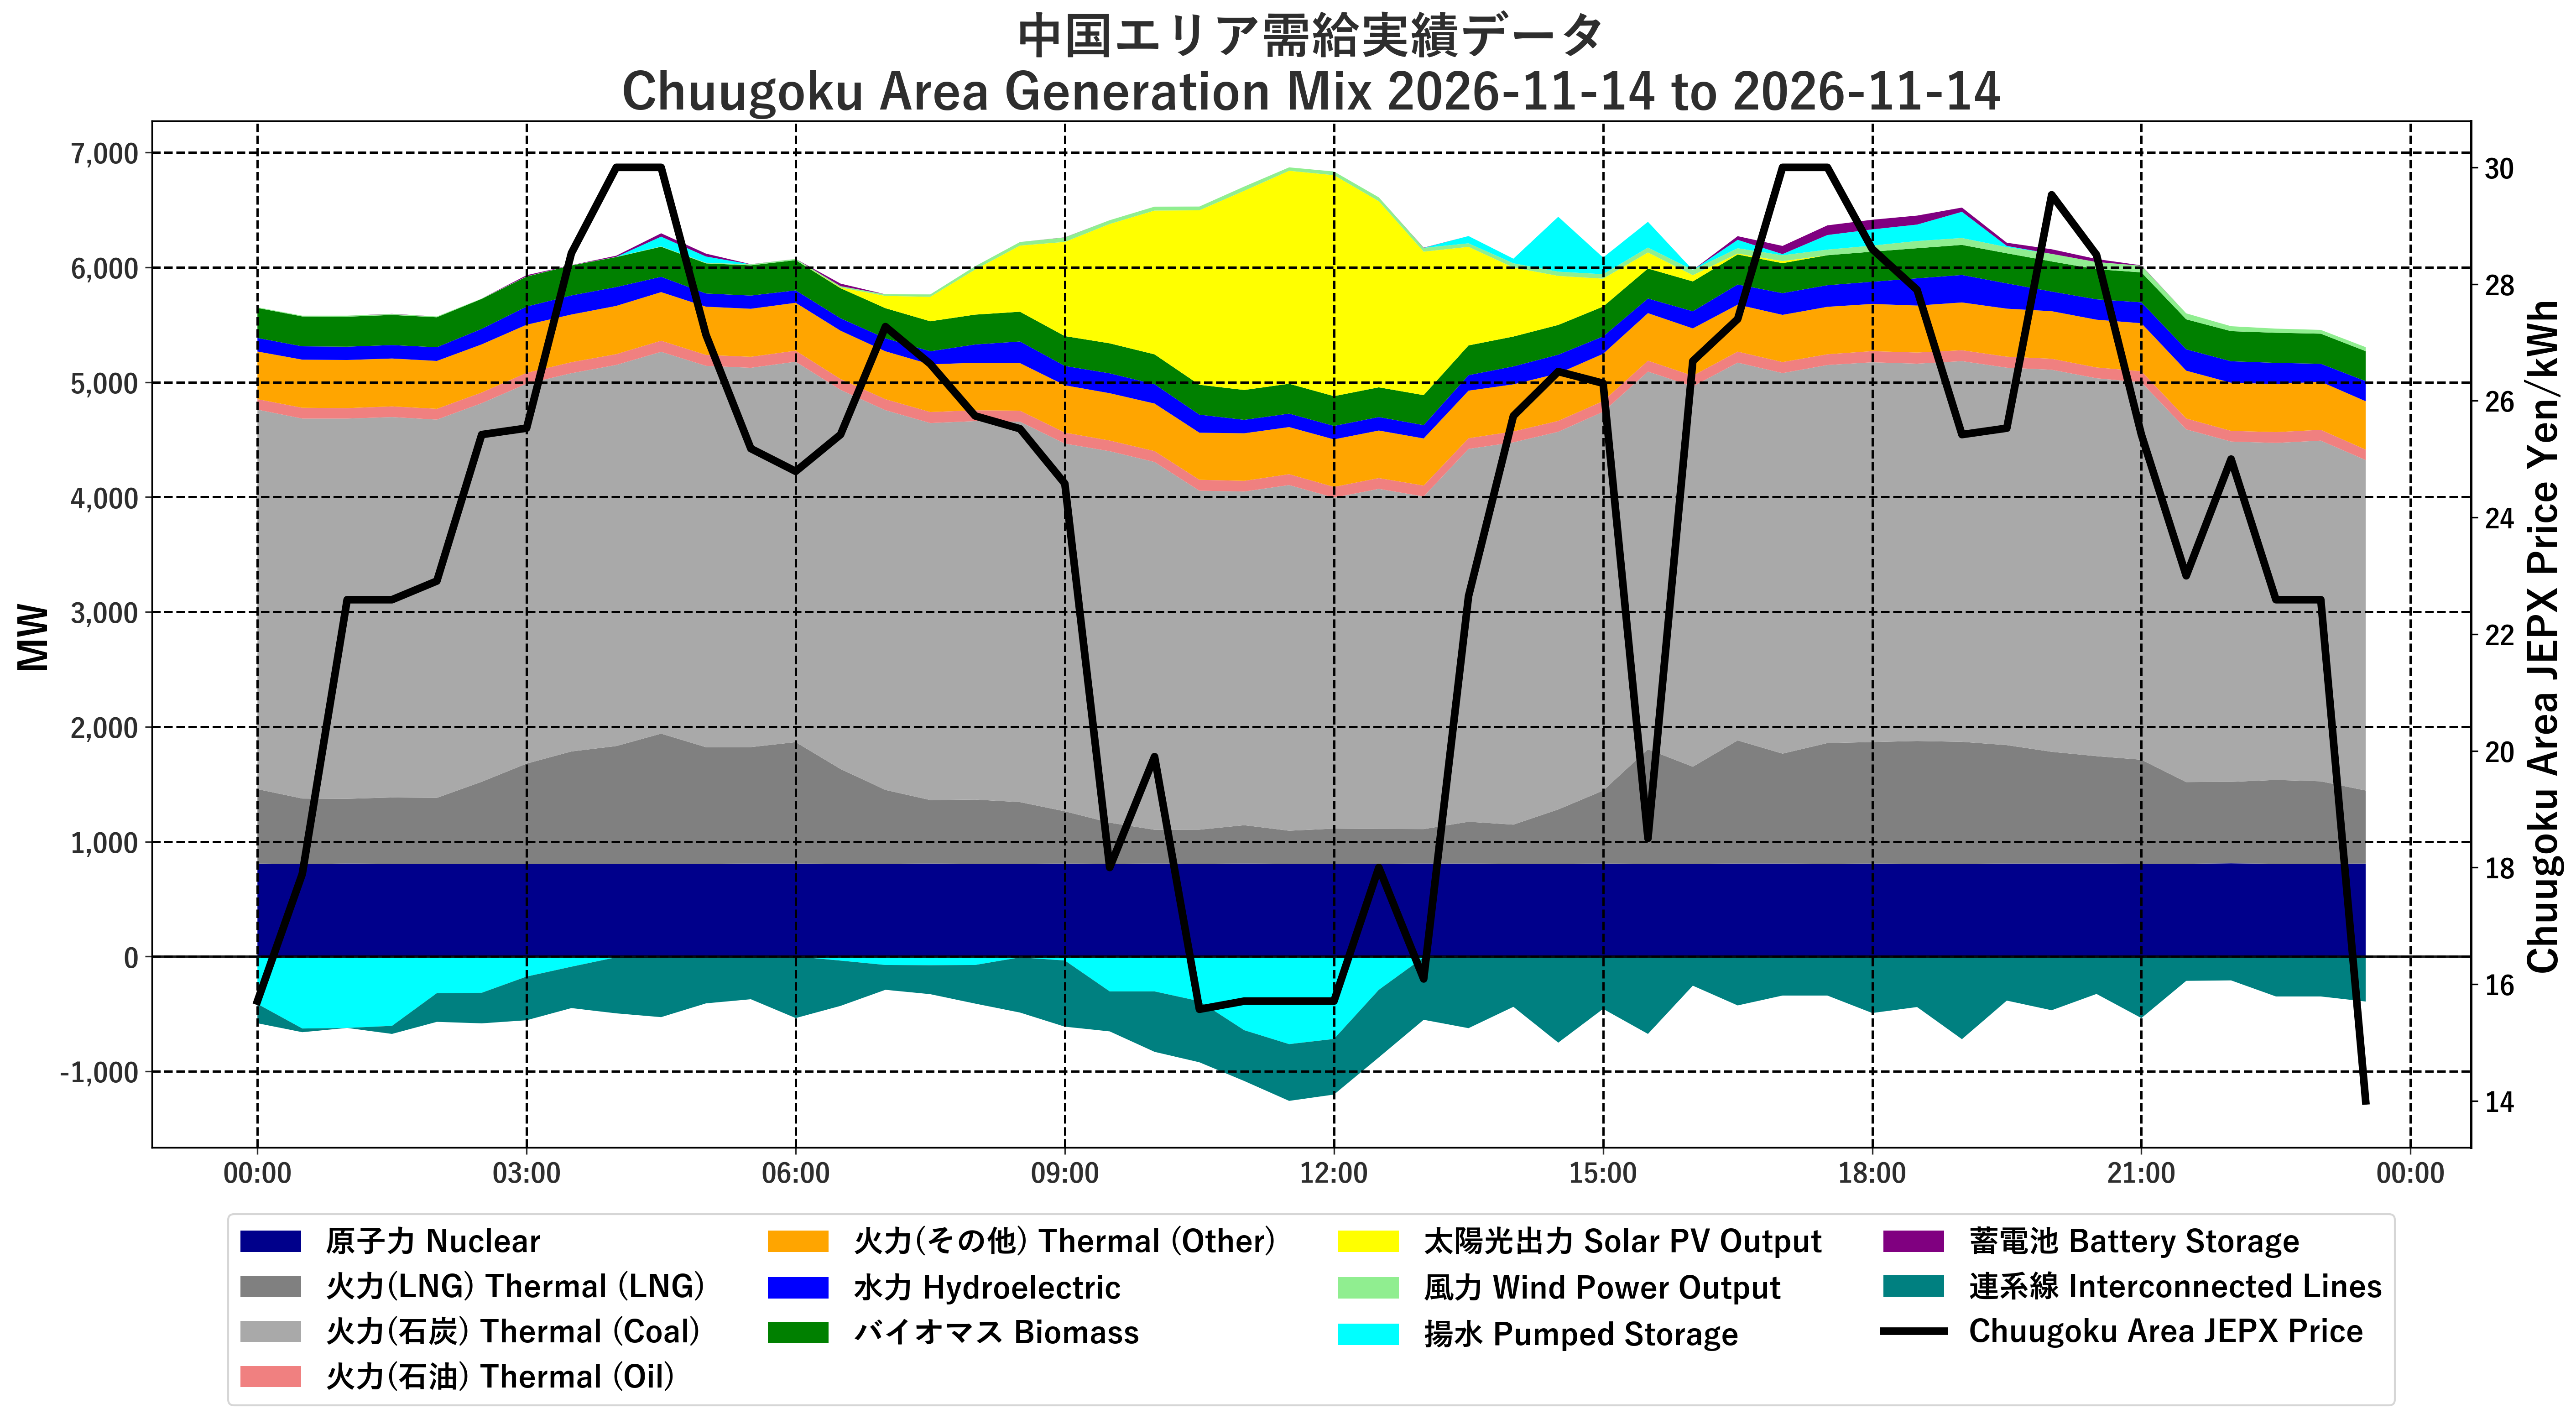 中国エリア需給実績データ
Chuugoku Area Generation Mix 2026-11-14 to 2026-11-14
7,000
6,000
5,000
4,000
3,000
2,000
1,000
0
-1,000
MW
30
28
26
24
22
20
18
16
14
Chuugoku Area JEPX Price Yen/kWh
00:00 03:00 06:00 09:00 12:00 15:00 18:00 21:00 00:00
原子力 Nuclear
火力(LNG) Thermal (LNG)
火力(石炭) Thermal (Coal)
火力(石油) Thermal (Oil)
火力(その他) Thermal (Other)
水力 Hydroelectric
バイオマス Biomass
太陽光出力 Solar PV Output
風力 Wind Power Output
揚水 Pumped Storage
蓄電池 Battery Storage
連系線 Interconnected Lines
Chuugoku Area JEPX Price